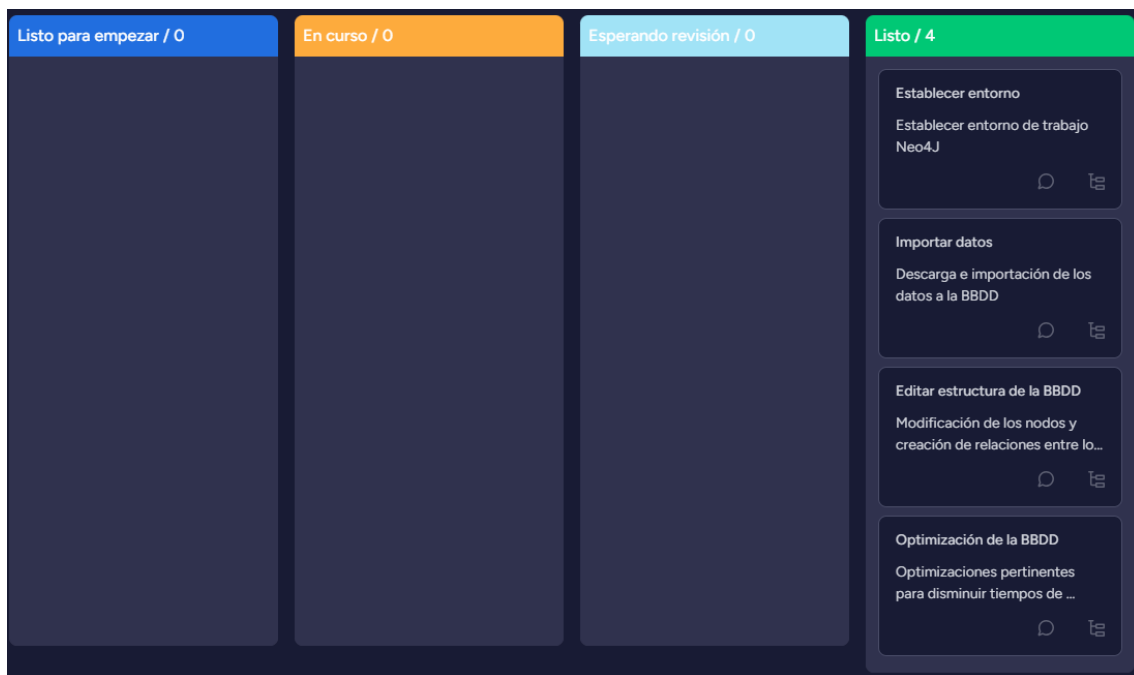 Listo para empezar / 0
En curso / 0
Esperando revisión / 0
Listo / 4
Establecer entorno
Establecer entorno de trabajo
Neo4J
Importar datos
Descarga e importación de los
datos a la BBDD
Editar estructura de la BBDD
Modificación de los nodos y
creación de relaciones entre lo...
Optimización de la BBDD
Optimizaciones pertinentes
para disminuir tiempos de ...